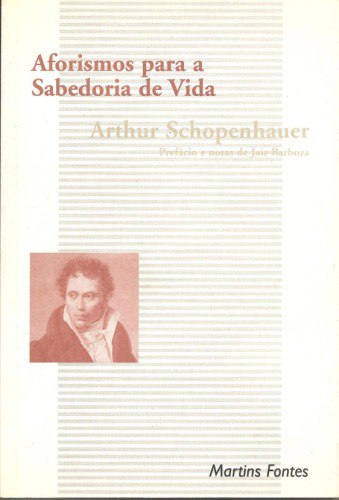 Aforismos para a
Sabedoria de Vida
Arthur Schopenhauer
Prefácio e notas de Jair Barboza
Martins Fontes